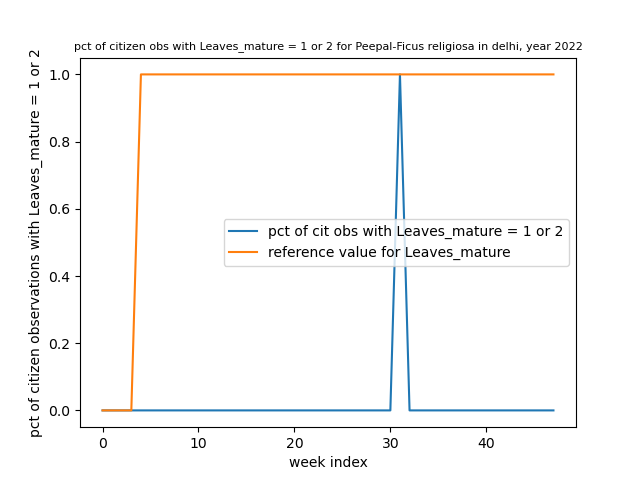 pct of citizen obs with Leaves_mature = 1 or 2 for Peepal-Ficus religiosa in delhi, year 2022
pct of citizen observations with Leaves_mature = 1 or 2
1.0
0.8
0.6
0.4
0.2
0.0
pct of cit obs with Leaves_mature = 1 or 2
reference value for Leaves_mature
0 10 20 30 40
week index